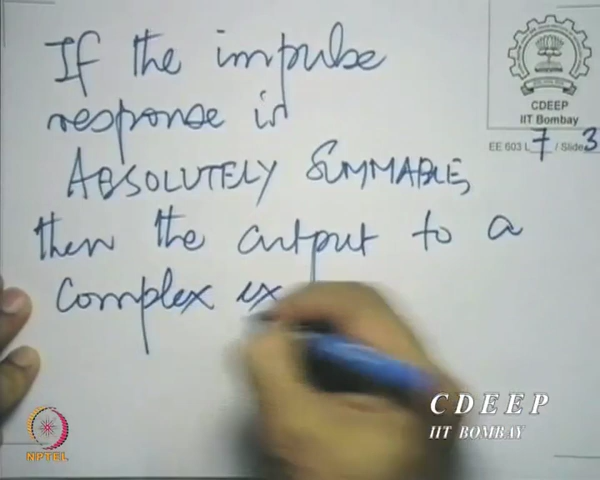 If the impulse
response is
ABSOLUTELY SUMMABLE,
then the output to a
complex ex
CDEEP
IIT Bombay
EE 603 L 7 / Slide 3
CDEEP
IIT BOMBAY
NPTEL